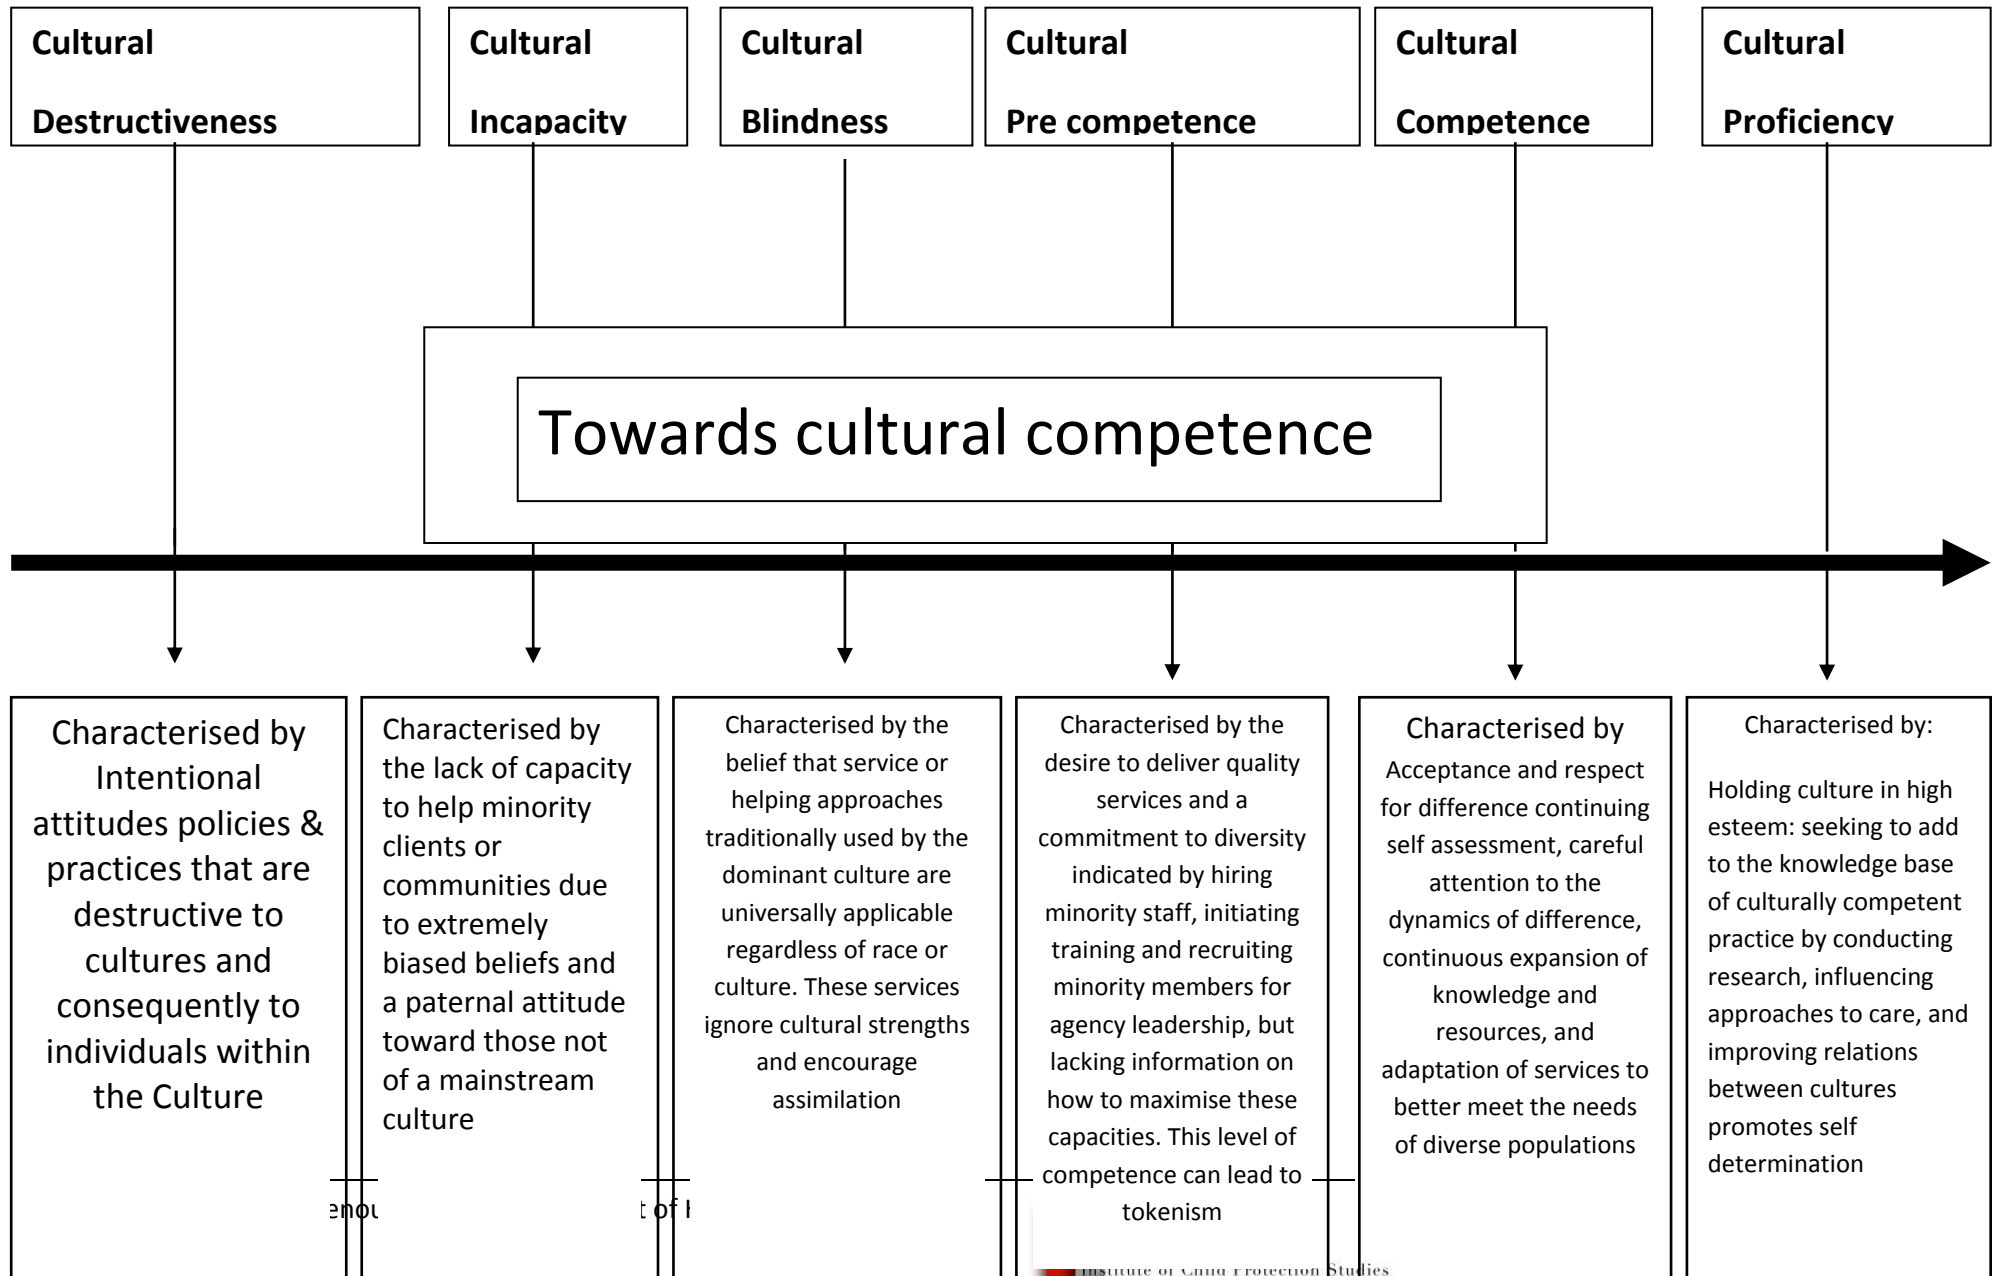 Cultural
Destructiveness
Cultural
Incapacity
Cultural
Blindness
Cultural
Pre competence
Cultural
Competence
Cultural
Proficiency
Towards cultural competence
Characterised by
Intentional
attitudes policies &
practices that are
destructive to
cultures and
consequently to
individuals within
the Culture
Characterised by
the lack of capacity
to help minority
clients or
communities due
to extremely
biased beliefs and
a paternal attitude
toward those not
of a mainstream
culture
Characterised by the
belief that service or
helping approaches
traditionally used by the
dominant culture are
universally applicable
regardless of race or
culture. These services
ignore cultural strengths
and encourage
assimilation
Characterised by the
desire to deliver quality
services and a
commitment to diversity
indicated by hiring
minority staff, initiating
training and recruiting
minority members for
agency leadership, but
lacking information on
how to maximise these
capacities. This level of
competence can lead to
tokenism
Characterised by
Acceptance and respect
for difference continuing
self assessment, careful
attention to the
dynamics of difference,
continuous expansion of
knowledge and
resources, and
adaptation of services to
better meet the needs
of diverse populations
Characterised by:
Holding culture in high
esteem: seeking to add
to the knowledge base
of culturally competent
practice by conducting
research, influencing
approaches to care, and
improving relations
between cultures
promotes self
determination
of
Institute of Child Protection Studies